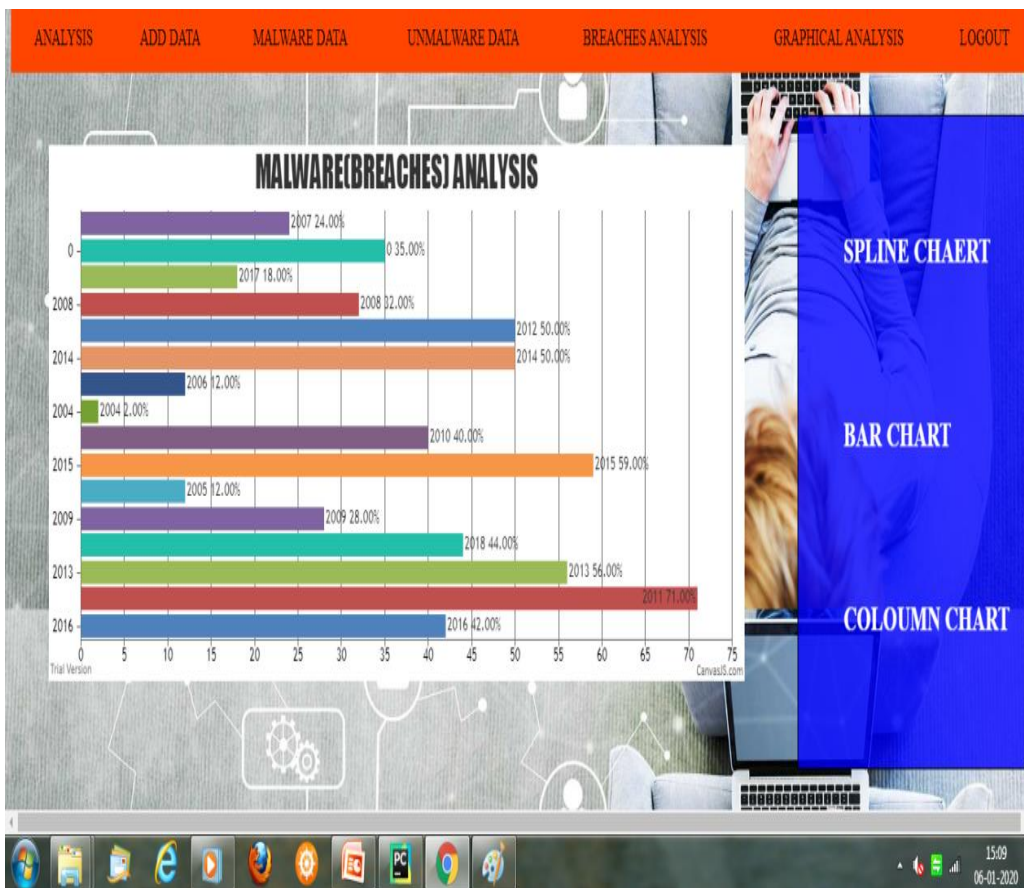 ANALYSIS ADD DATA MALWARE DATA UNMALWARE DATA BREACHES ANALYSIS GRAPHICAL ANALYSIS LOGOUT
MALWARE(BREACHES) ANALYSIS
2007 24.00%
0 0 35.00%
2017 18.00%
2008 2008 32.00%
2012 50.00%
2014 2014 50.00%
2006 12.00%
2004 2004 2.00%
2010 40.00%
2015 2015 59.00%
2005 12.00%
2009 2009 28.00%
2018 44.00%
2013 2013 56.00%
2011 71.00%
2016 2016 42.00%
0 5 10 15 20 25 30 35 40 45 50 55 60 65 70 75
Trial Version CanvasJS.com
SPLINE CHAERT
BAR CHART
COLOUMN CHART
PC
15:09
06-01-2020